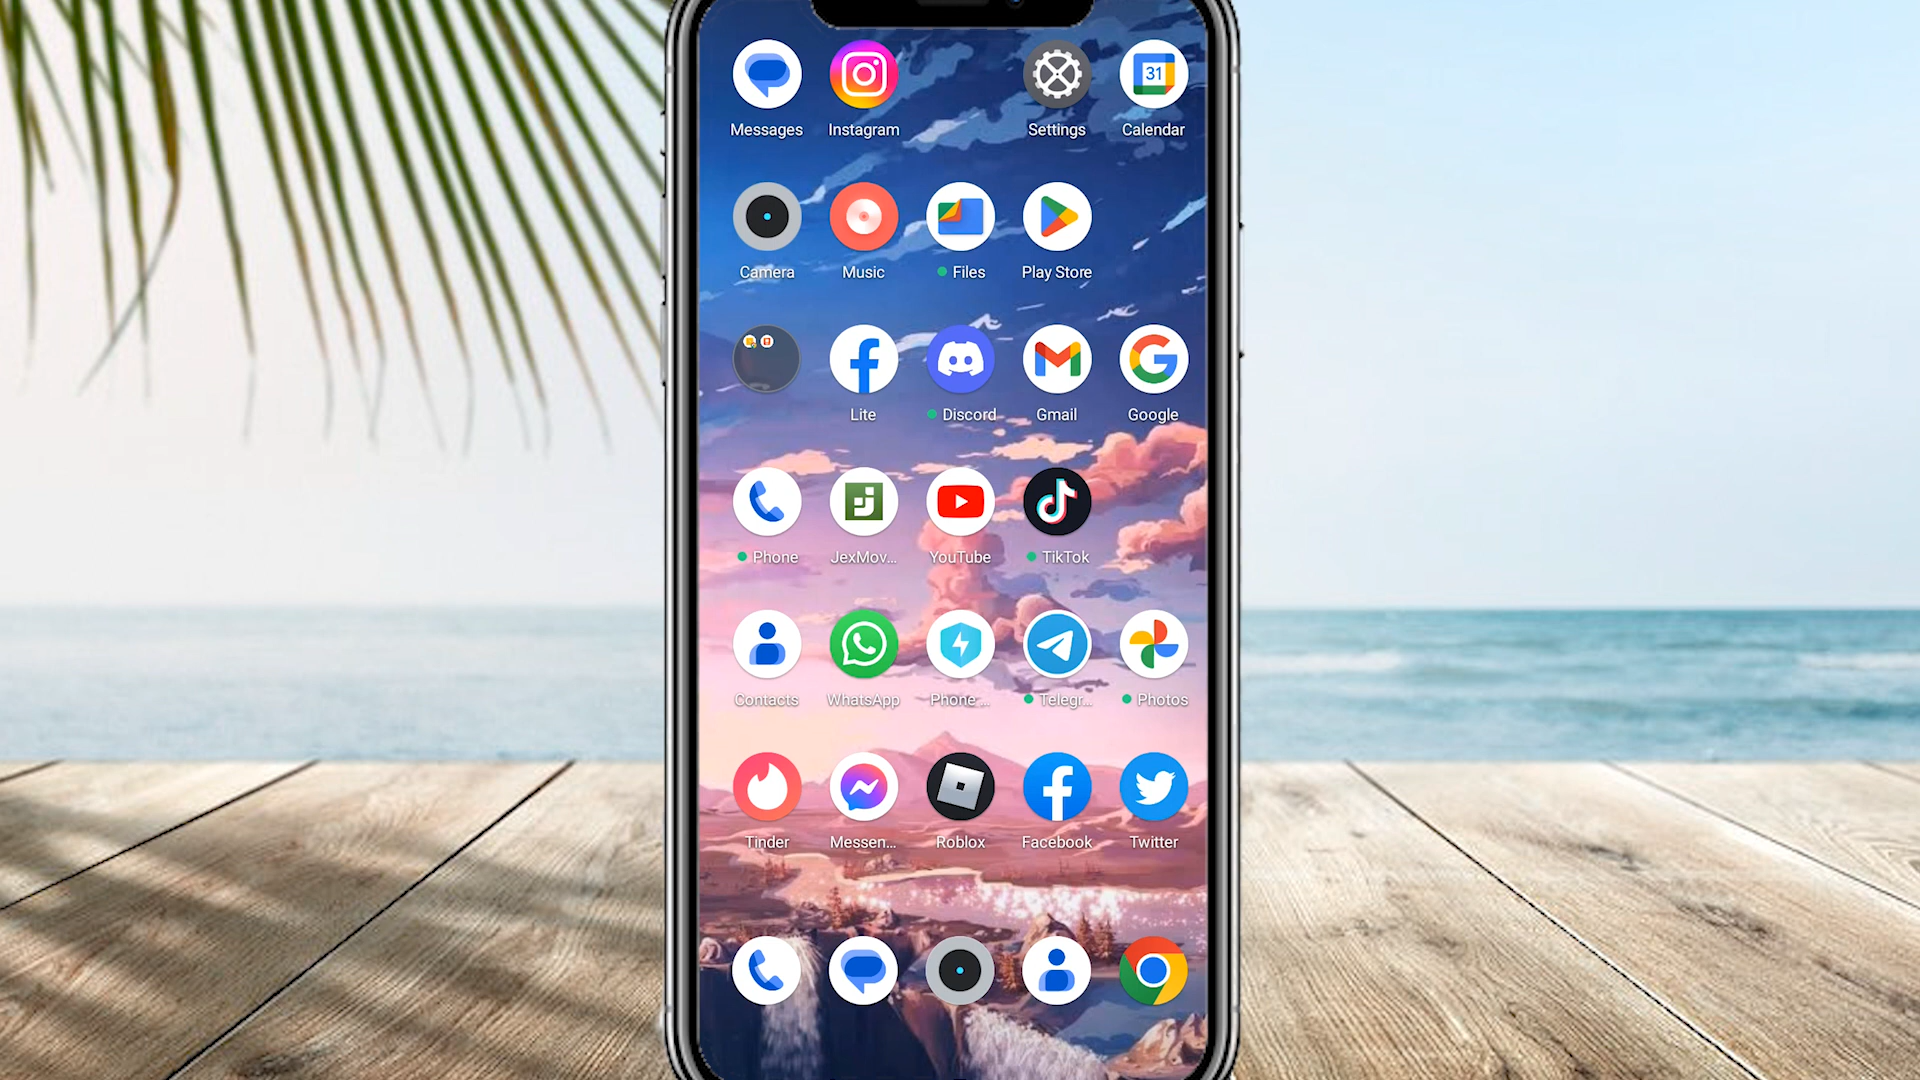 Messages Instagram Settings Calendar
31
Camera Music Files Play Store
Lite Discord Gmail Google
Phone JexMov... YouTube TikTok
Contacts WhatsApp Phone ... Telegr... Photos
Tinder Messen... Roblox Facebook Twitter